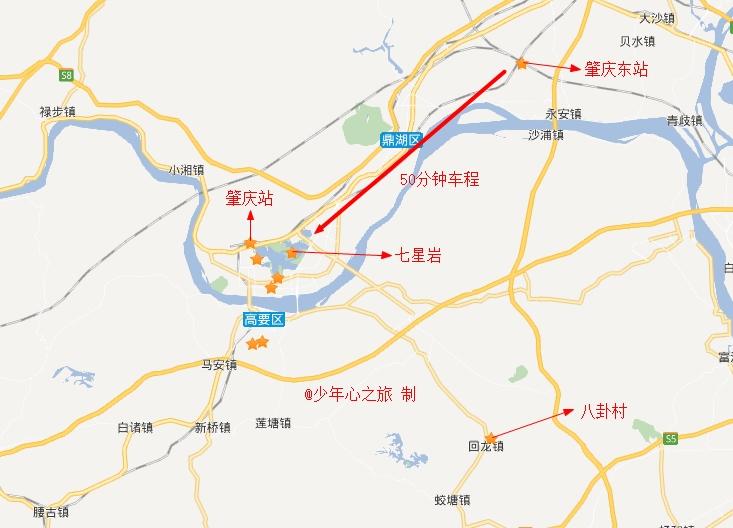 大沙镇
贝水镇
肇庆东站
S8
禄步镇
永安镇
青岐镇
沙浦镇
鼎湖区
小湘镇
50分钟车程
肇庆站
七星岩
白
高要区
马安镇
富
@少年心之旅 制
八卦村
白诸镇
新桥镇
莲塘镇
S5
回龙镇
蛟塘镇
腰古镇